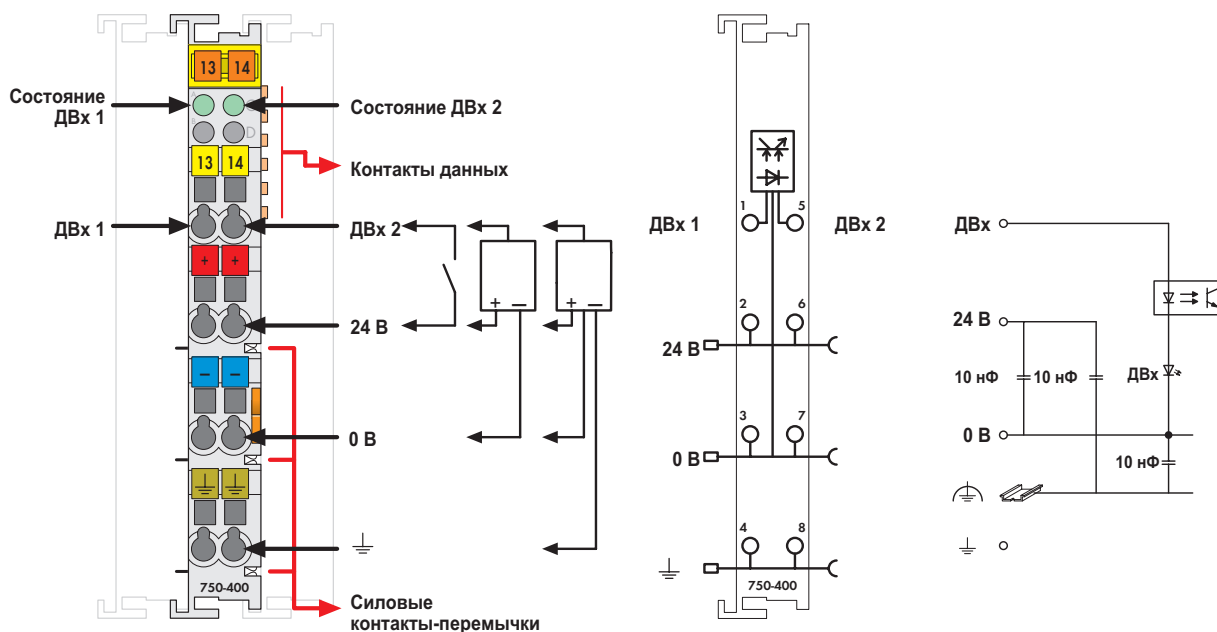 13 14
A C
B D
13 14
+ +
– –
750-400
Состояние
ДВх 1
Состояние ДВх 2
Контакты данных
ДВх 1
ДВх 2
24 В
0 В
Силовые
контакты-перемычки
+ –
+ –
ДВх 1
1 5
ДВх 2
2 6
24 В
3 7
0 В
4 8
750-400
ДВх
24 В
10 нФ 10 нФ
ДВх
0 В
10 нФ